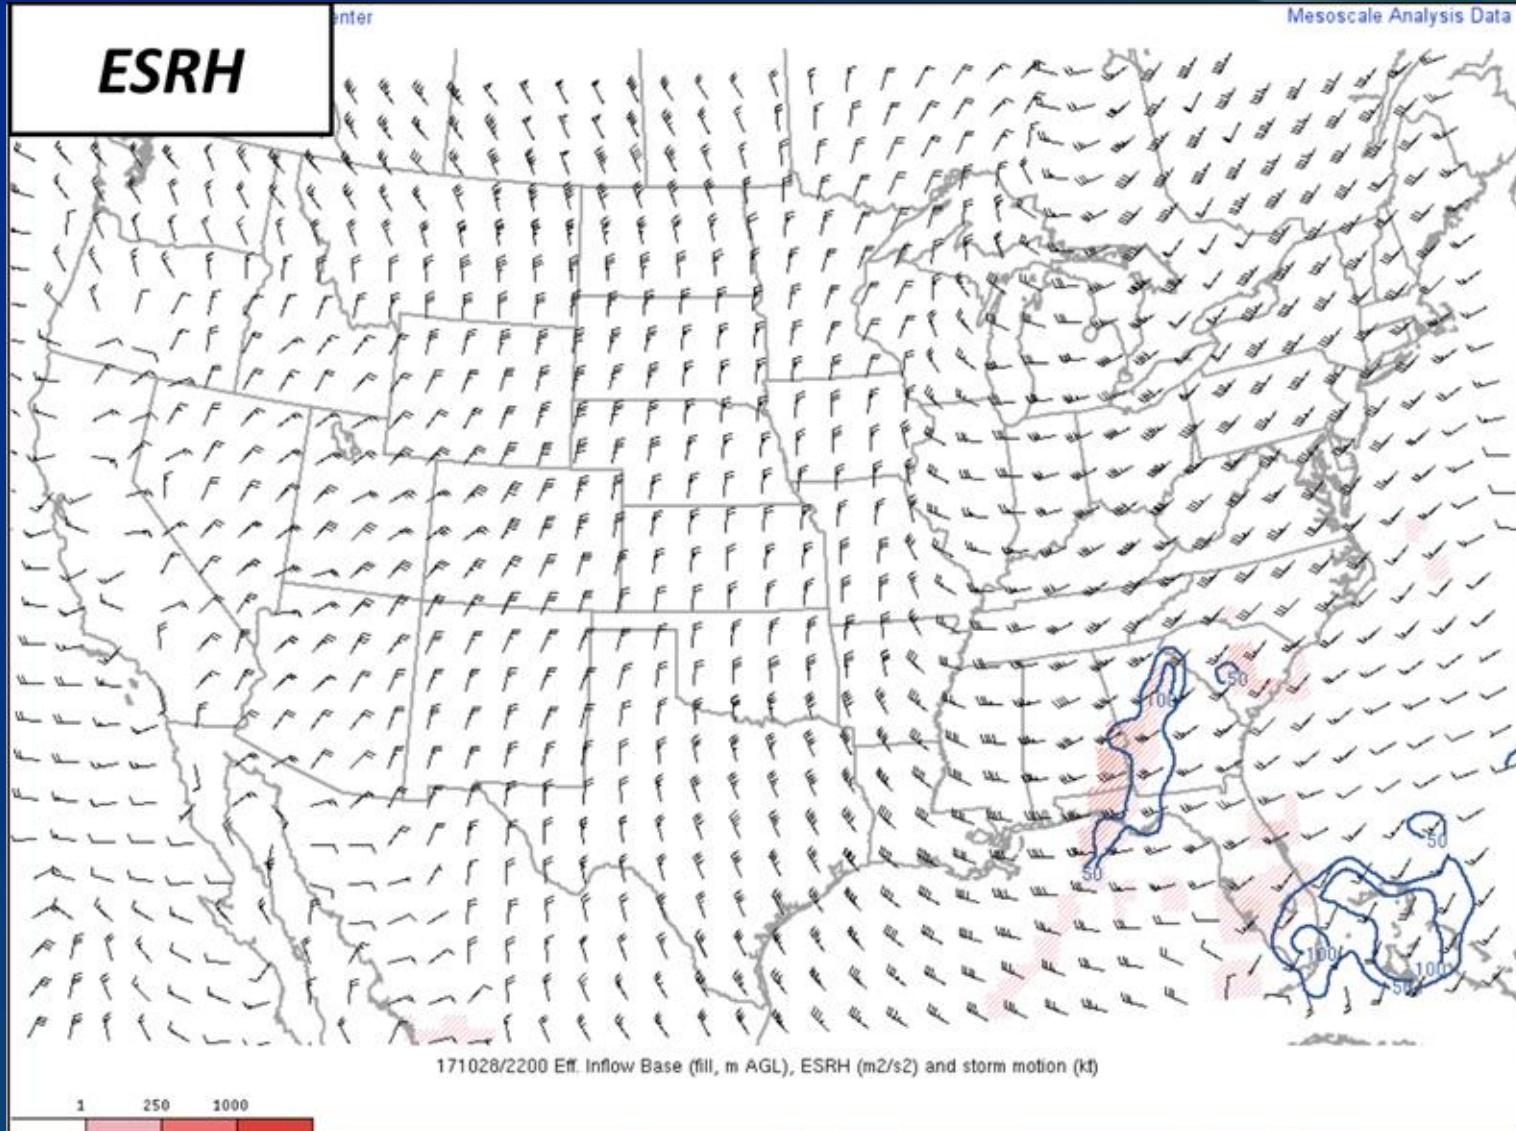 ESRH
enter
Mesoscale Analysis Data
100
50
50
50
100
100
50
171028/2200 Eff. Inflow Base (fill, m AGL), ESRH (m2/s2) and storm motion (kt)
1 250 1000